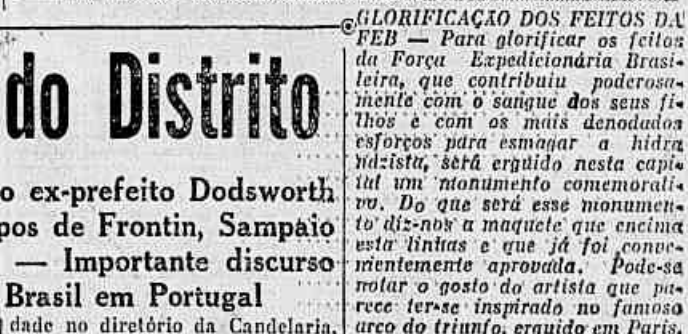 do Distrito
o ex-prefeito Dodsworth
pos de Frontin, Sampaio
— Importante discurso
Brasil em Portugal
dade no diretório da Candelaria.
GLORIFICAÇÃO DOS FEITOS DA
FEB — Para glorificar os feitos
da Força Expedicionária Brasi-
leira, que contribuiu poderosa-
mente com o sangue dos seus fi-
lhos e com os mais denodados
esforços para esmagar a hidra
nazista, será erguido nesta capi-
tal um monumento comemorati-
vo. Do que será esse monumen-
to diz-nos a maquete que encima
esta linhas e que já foi conve-
nientemente aprovada. Pode-se
notar o gosto do artista que pa-
rece ter-se inspirado no famoso
arco do triunfo, erguido em Paris